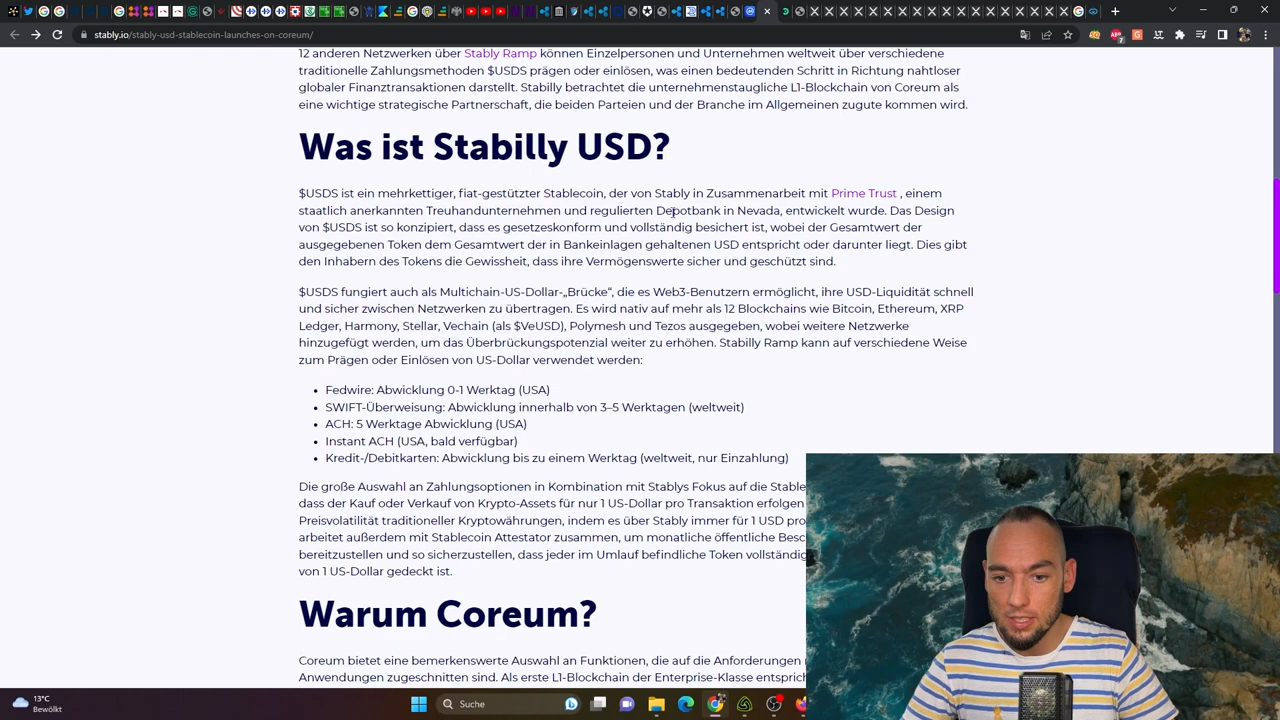 stably.io/stably-usd-stablecoin-launches-on-coreum/
12 anderen Netzwerken über Stably Ramp können Einzelpersonen und Unternehmen weltweit über verschiedene
traditionelle Zahlungsmethoden $USDS prägen oder einlösen, was einen bedeutenden Schritt in Richtung nahtloser
globaler Finanztransaktionen darstellt. Stabilly betrachtet die unternehmenstaugliche L1-Blockchain von Coreum als
eine wichtige strategische Partnerschaft, die beiden Parteien und der Branche im Allgemeinen zugute kommen wird.
Was ist Stabilly USD?
$USDS ist ein mehrkettiger, fiat-gestützter Stablecoin, der von Stably in Zusammenarbeit mit Prime Trust , einem
staatlich anerkannten Treuhandunternehmen und regulierten Depotbank in Nevada, entwickelt wurde. Das Design
von $USDS ist so konzipiert, dass es gesetzeskonform und vollständig besichert ist, wobei der Gesamtwert der
ausgegebenen Token dem Gesamtwert der in Bankeinlagen gehaltenen USD entspricht oder darunter liegt. Dies gibt
den Inhabern des Tokens die Gewissheit, dass ihre Vermögenswerte sicher und geschützt sind.
$USDS fungiert auch als Multichain-US-Dollar-„Brücke“, die es Web3-Benutzern ermöglicht, ihre USD-Liquidität schnell
und sicher zwischen Netzwerken zu übertragen. Es wird nativ auf mehr als 12 Blockchains wie Bitcoin, Ethereum, XRP
Ledger, Harmony, Stellar, Vechain (als $VeUSD), Polymesh und Tezos ausgegeben, wobei weitere Netzwerke
hinzugefügt werden, um das Überbrückungspotenzial weiter zu erhöhen. Stabilly Ramp kann auf verschiedene Weise
zum Prägen oder Einlösen von US-Dollar verwendet werden:
• Fedwire: Abwicklung 0-1 Werktag (USA)
• SWIFT-Überweisung: Abwicklung innerhalb von 3–5 Werktagen (weltweit)
• ACH: 5 Werktage Abwicklung (USA)
• Instant ACH (USA, bald verfügbar)
• Kredit-/Debitkarten: Abwicklung bis zu einem Werktag (weltweit, nur Einzahlung)
Die große Auswahl an Zahlungsoptionen in Kombination mit Stablys Fokus auf die Stable
dass der Kauf oder Verkauf von Krypto-Assets für nur 1 US-Dollar pro Transaktion erfolgen
Preisvolatilität traditioneller Kryptowährungen, indem es über Stably immer für 1 USD pro
arbeitet außerdem mit Stablecoin Attestator zusammen, um monatliche öffentliche Besc
bereitzustellen und so sicherzustellen, dass jeder im Umlauf befindliche Token vollständig
von 1 US-Dollar gedeckt ist.
Warum Coreum?
Coreum bietet eine bemerkenswerte Auswahl an Funktionen, die auf die Anforderungen
Anwendungen zugeschnitten sind. Als erste L1-Blockchain der Enterprise-Klasse entsprich
13°C
Bewölkt
Suche